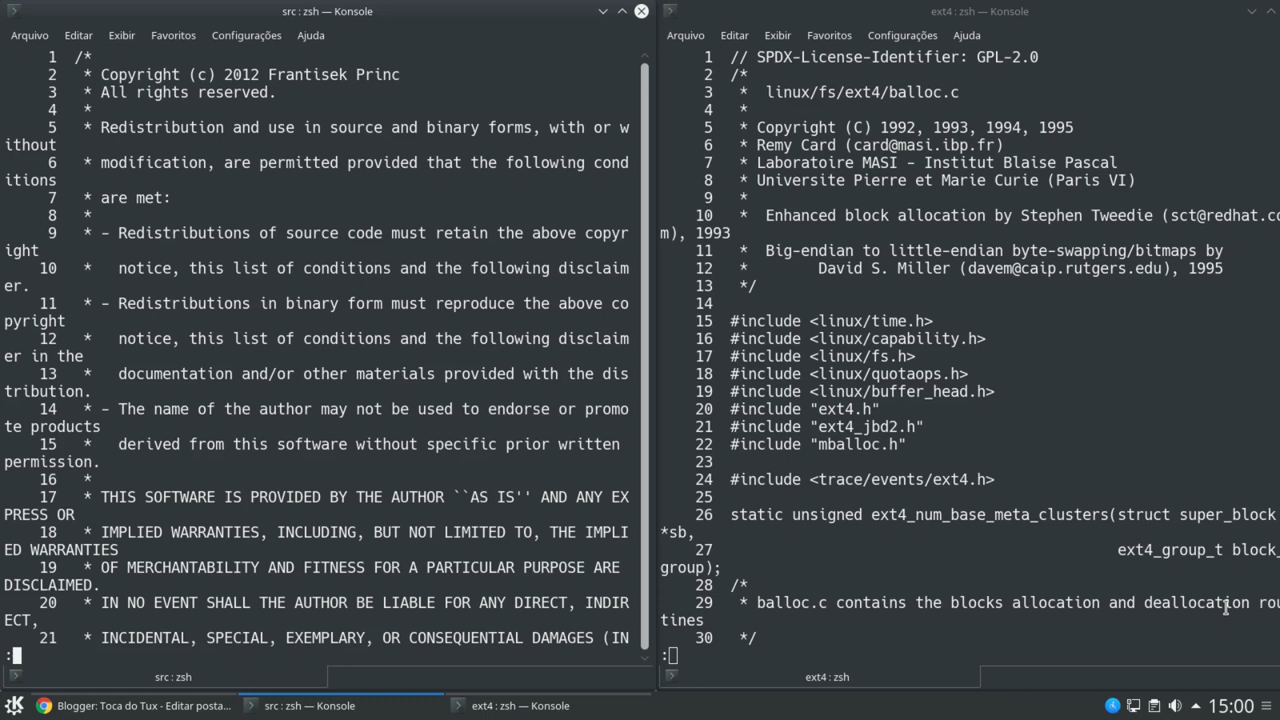 src : zsh — Konsole
Arquivo Editar Exibir Favoritos Configurações Ajuda
1 /*
2 * Copyright (c) 2012 Frantisek Princ
3 * All rights reserved.
4 *
5 * Redistribution and use in source and binary forms, with or w
ithout
6 * modification, are permitted provided that the following cond
itions
7 * are met:
8 *
9 * - Redistributions of source code must retain the above copyr
ight
10 * notice, this list of conditions and the following disclaim
er.
11 * - Redistributions in binary form must reproduce the above co
pyright
12 * notice, this list of conditions and the following disclaim
er in the
13 * documentation and/or other materials provided with the dis
tribution.
14 * - The name of the author may not be used to endorse or promo
te products
15 * derived from this software without specific prior written
permission.
16 *
17 * THIS SOFTWARE IS PROVIDED BY THE AUTHOR ``AS IS'' AND ANY EX
PRESS OR
18 * IMPLIED WARRANTIES, INCLUDING, BUT NOT LIMITED TO, THE IMPLI
ED WARRANTIES
19 * OF MERCHANTABILITY AND FITNESS FOR A PARTICULAR PURPOSE ARE
DISCLAIMED.
20 * IN NO EVENT SHALL THE AUTHOR BE LIABLE FOR ANY DIRECT, INDIR
ECT,
21 * INCIDENTAL, SPECIAL, EXEMPLARY, OR CONSEQUENTIAL DAMAGES (IN
:
src : zsh
ext4 : zsh — Konsole
Arquivo Editar Exibir Favoritos Configurações Ajuda
1 // SPDX-License-Identifier: GPL-2.0
2 /*
3 * linux/fs/ext4/balloc.c
4 *
5 * Copyright (C) 1992, 1993, 1994, 1995
6 * Remy Card (card@masi.ibp.fr)
7 * Laboratoire MASI - Institut Blaise Pascal
8 * Universite Pierre et Marie Curie (Paris VI)
9 *
10 * Enhanced block allocation by Stephen Tweedie (sct@redhat.co
m), 1993
11 * Big-endian to little-endian byte-swapping/bitmaps by
12 * David S. Miller (davem@caip.rutgers.edu), 1995
13 */
14
15 #include <linux/time.h>
16 #include <linux/capability.h>
17 #include <linux/fs.h>
18 #include <linux/quotaops.h>
19 #include <linux/buffer_head.h>
20 #include "ext4.h"
21 #include "ext4_jbd2.h"
22 #include "mballoc.h"
23
24 #include <trace/events/ext4.h>
25
26 static unsigned ext4_num_base_meta_clusters(struct super_block
*sb,
27 ext4_group_t block_
group);
28 /*
29 * balloc.c contains the blocks allocation and deallocation rou
tines
30 */
:
ext4 : zsh
Blogger: Toca do Tux - Editar posta...
src : zsh — Konsole
ext4 : zsh — Konsole
15:00